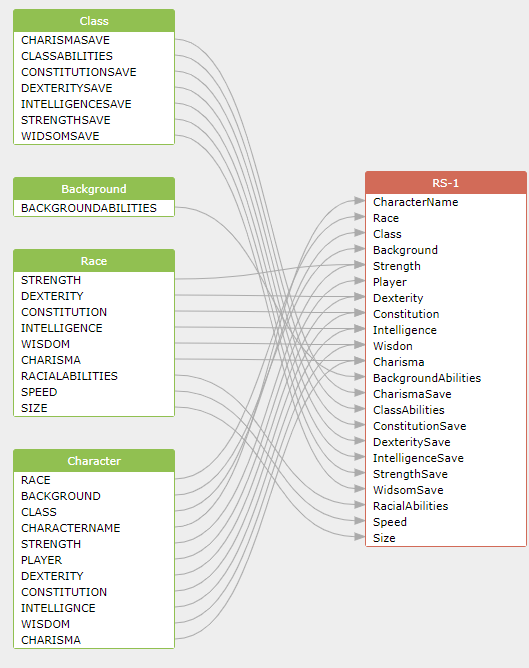 Class
CHARISMASAVE
CLASSABILITIES
CONSTITUTIONSAVE
DEXTERITYSAVE
INTELLIGENCESAVE
STRENGTHSAVE
WIDSOMSAVE
Background
BACKGROUNDABILITIES
Race
STRENGTH
DEXTERITY
CONSTITUTION
INTELLIGENCE
WISDOM
CHARISMA
RACIALABILITIES
SPEED
SIZE
Character
RACE
BACKGROUND
CLASS
CHARACTERNAME
STRENGTH
PLAYER
DEXTERITY
CONSTITUTION
INTELLIGNCE
WISDOM
CHARISMA
RS-1
CharacterName
Race
Class
Background
Strength
Player
Dexterity
Constitution
Intelligence
Wisdon
Charisma
BackgroundAbilities
CharismaSave
ClassAbilities
ConstitutionSave
DexteritySave
IntelligenceSave
StrengthSave
WidsomSave
RacialAbilities
Speed
Size